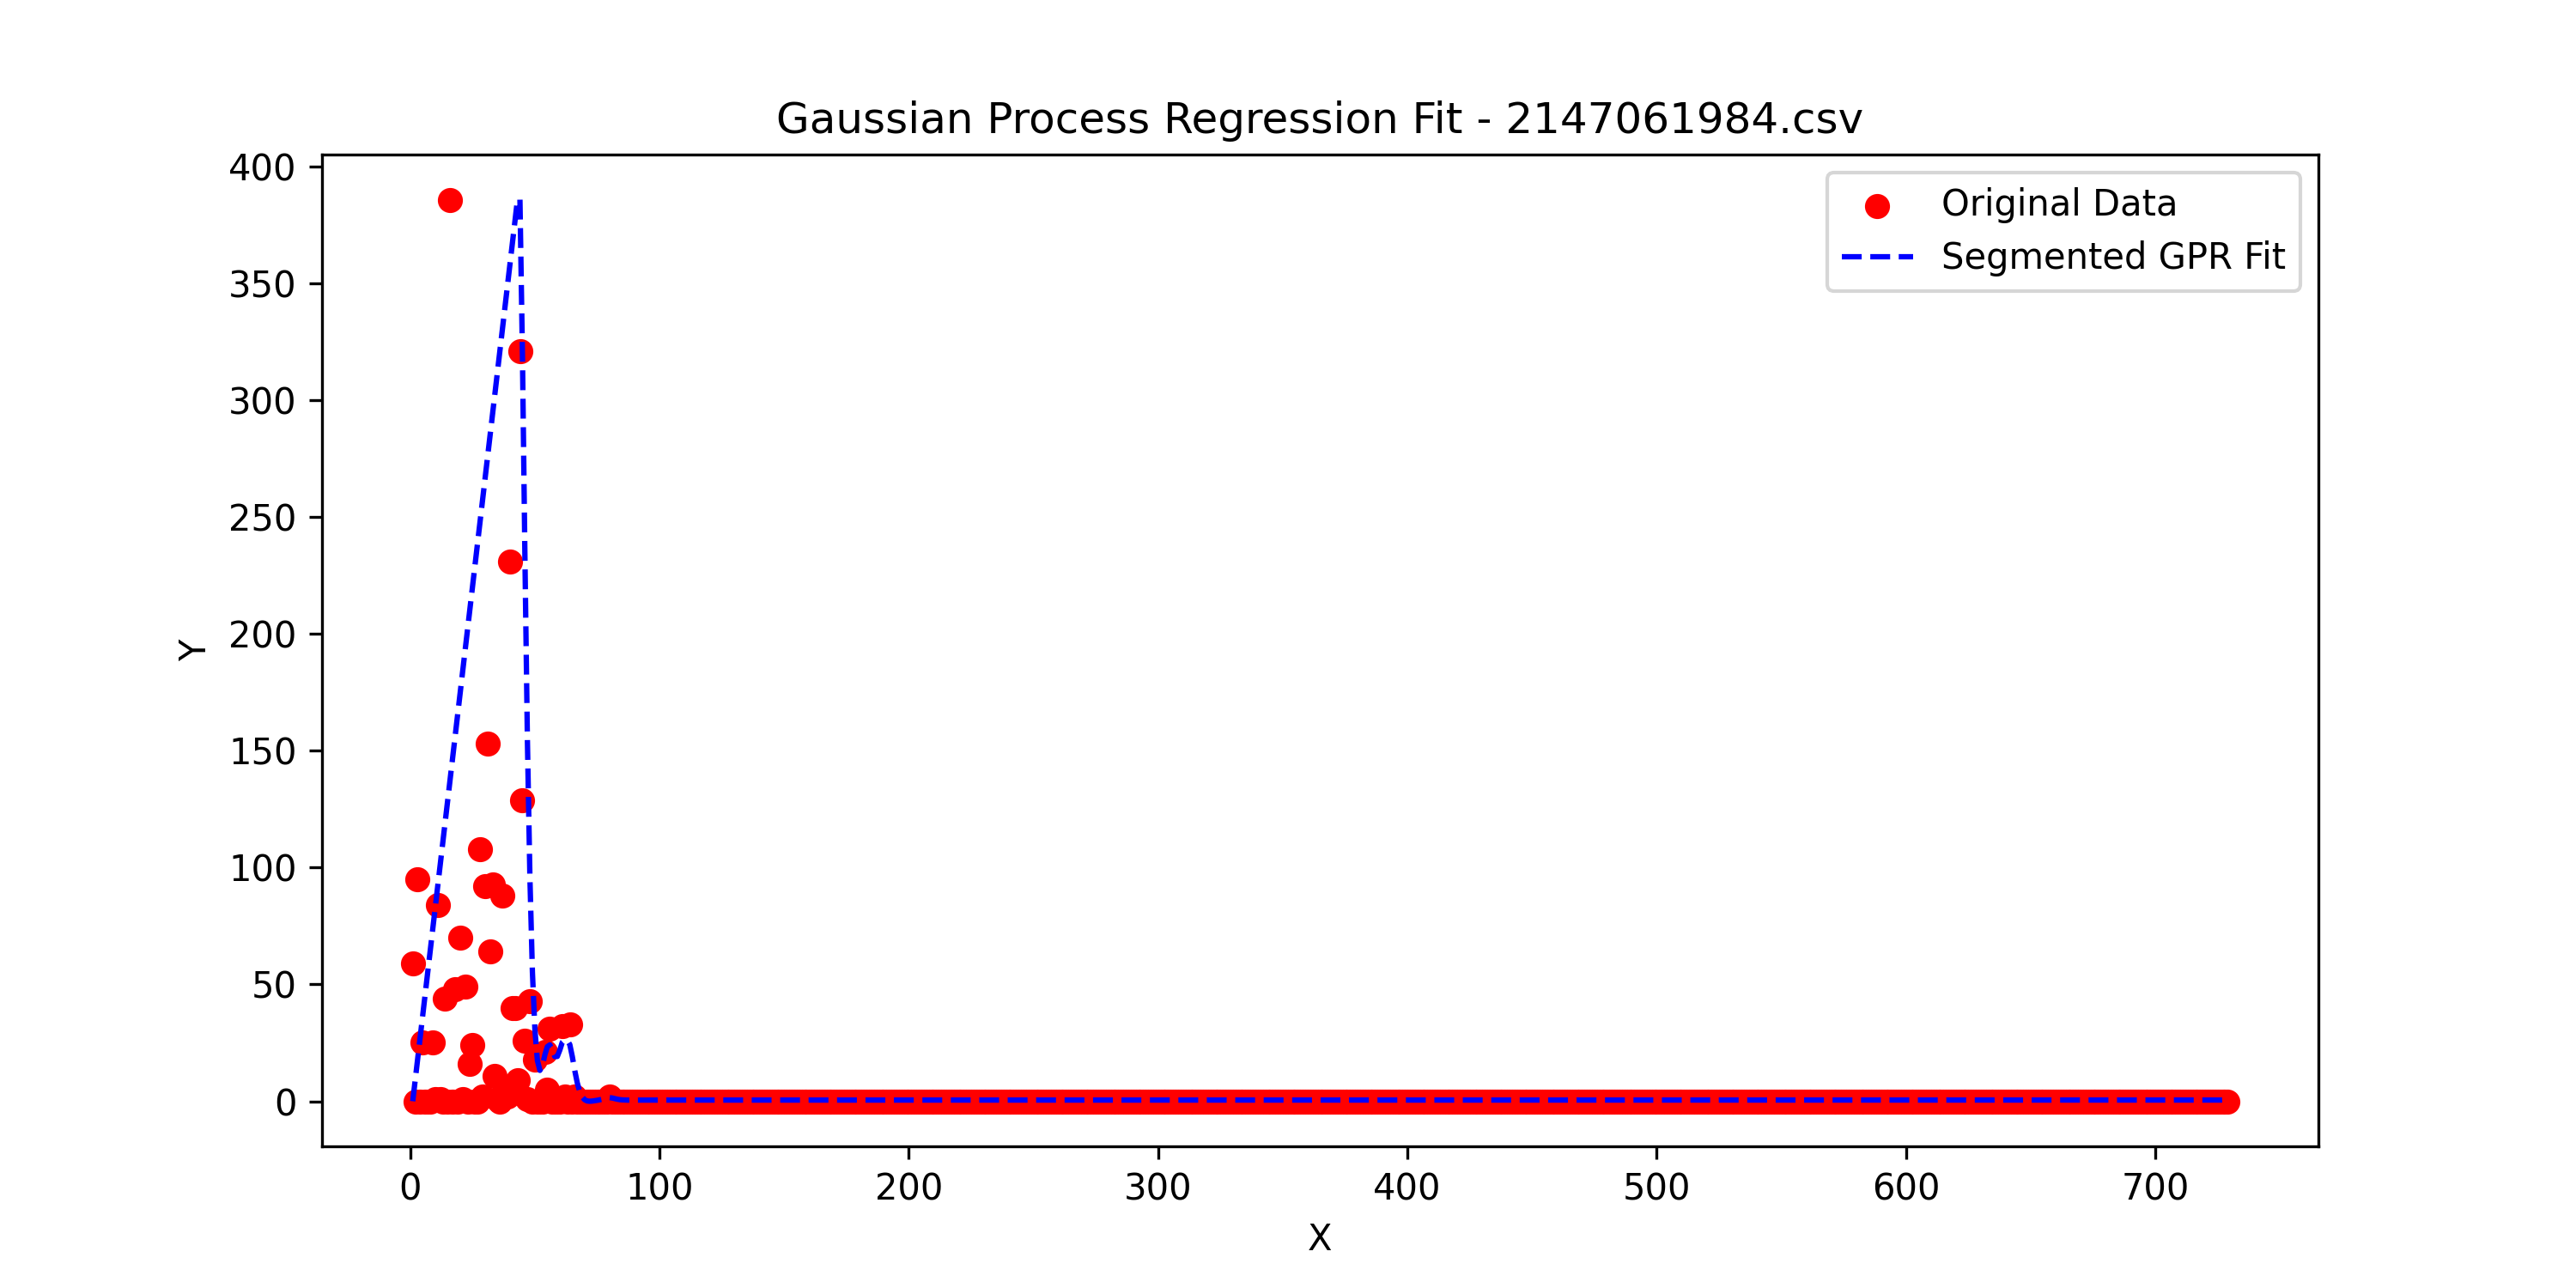 Gaussian Process Regression Fit - 2147061984.csv
400
350
300
250
200
150
100
50
0
Y
Original Data
Segmented GPR Fit
0 100 200 300 400 500 600 700
X